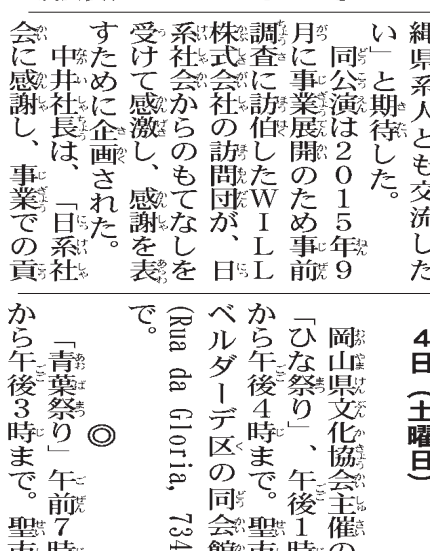 縄県系人とも交流した
い」と期待した。
同公演は2015年9
月に事業展開のため事前
調査に訪伯したWILL
株式会社の訪問団が、日
系社会からのもてなしを
受けて感激し、感謝を表
すために企画された。
中井社長は、「日系社
会に感謝し、事業での貢
4日(土曜日)
岡山県文化協会主催の
「ひな祭り」、午後1時
から午後4時まで。聖市
ベルダーデ区の同会館
(Rua da Gloria, 734
で。
◎
「青葉祭り」午前7時
から午後3時まで。聖市